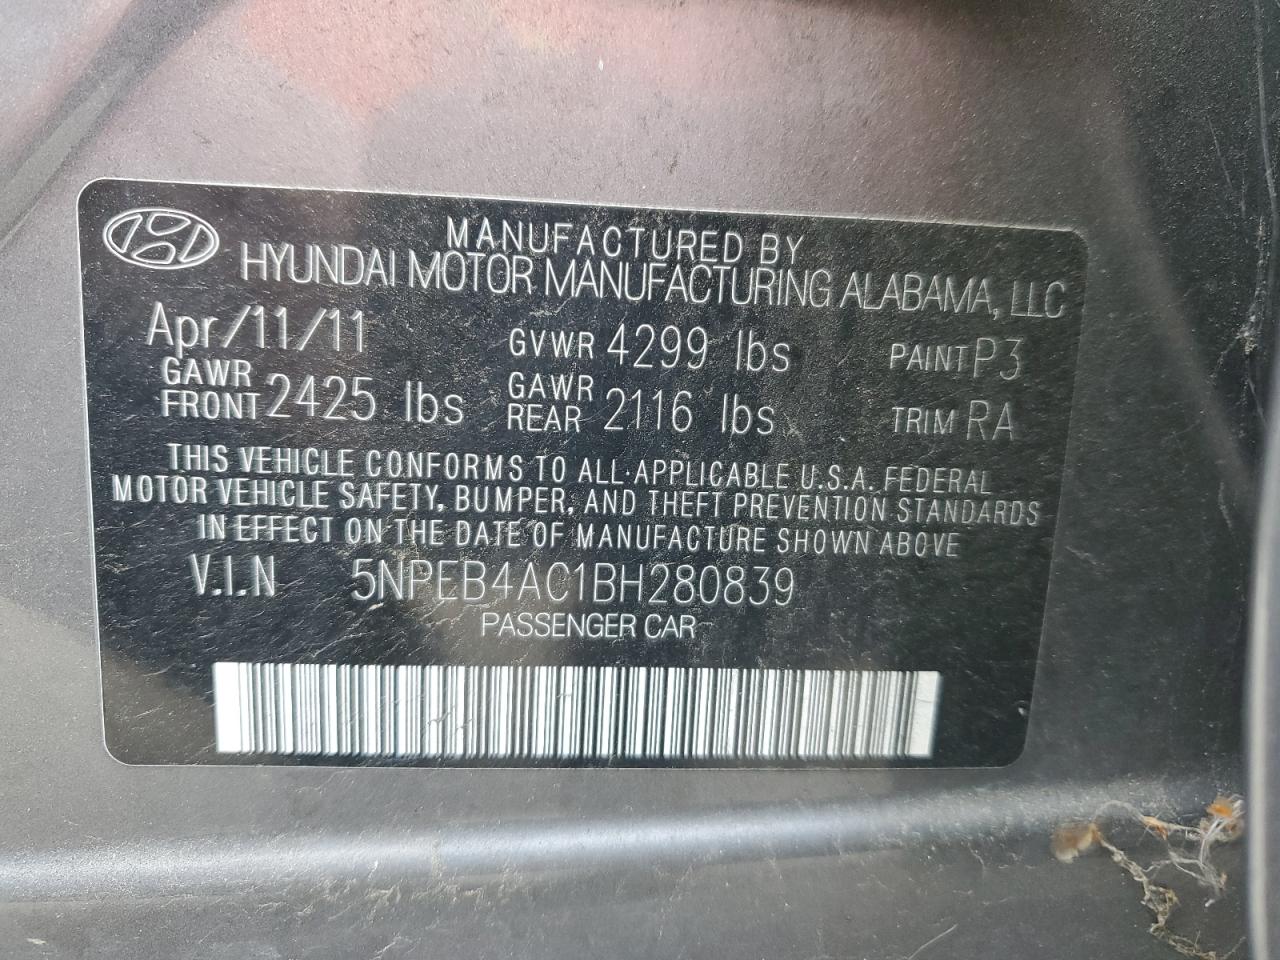 MANUFACTURED BY
HYUNDAI MOTOR MANUFACTURING ALABAMA, LLC
Apr/11/11 GVWR 4299 lbs PAINT P3
GAWR FRONT 2425 lbs GAWR REAR 2116 lbs TRIM RA
THIS VEHICLE CONFORMS TO ALL APPLICABLE U.S.A. FEDERAL
MOTOR VEHICLE SAFETY, BUMPER, AND THEFT PREVENTION STANDARDS
IN EFFECT ON THE DATE OF MANUFACTURE SHOWN ABOVE
V.I.N 5NPEB4AC1BH280839
PASSENGER CAR